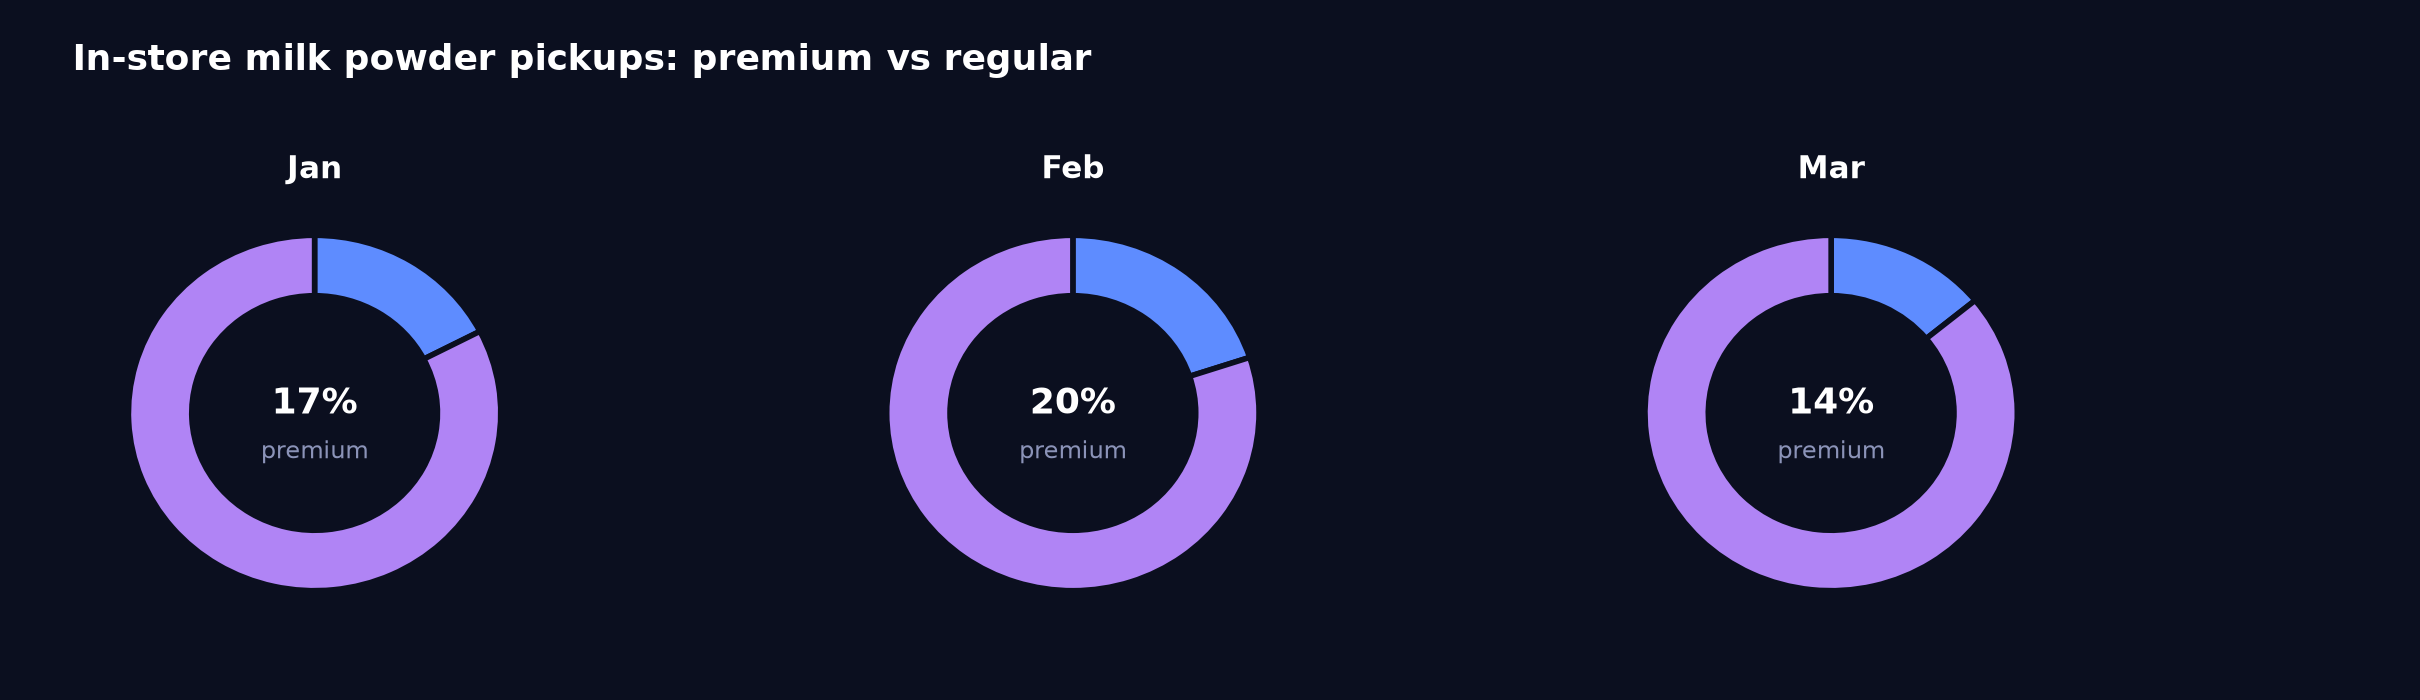 In-store milk powder pickups: premium vs regular
Jan
Feb
Mar
17%
premium
20%
premium
14%
premium